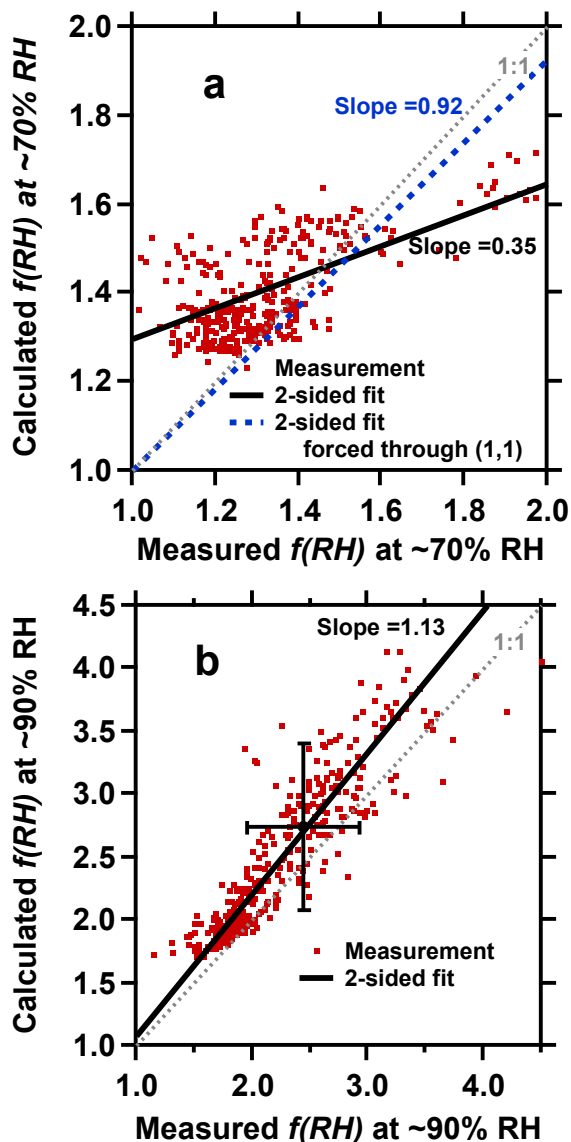 2.0
1.8
1.6
1.4
1.2
1.0
Calculated f(RH) at ~70% RH
a
1:1
Slope =0.92
Slope =0.35
Measurement
2-sided fit
2-sided fit
forced through (1,1)
1.0 1.2 1.4 1.6 1.8 2.0
Measured f(RH) at ~70% RH
4.5
4.0
3.5
3.0
2.5
2.0
1.5
1.0
Calculated f(RH) at ~90% RH
b
Slope =1.13
1:1
Measurement
2-sided fit
1.0 2.0 3.0 4.0
Measured f(RH) at ~90% RH